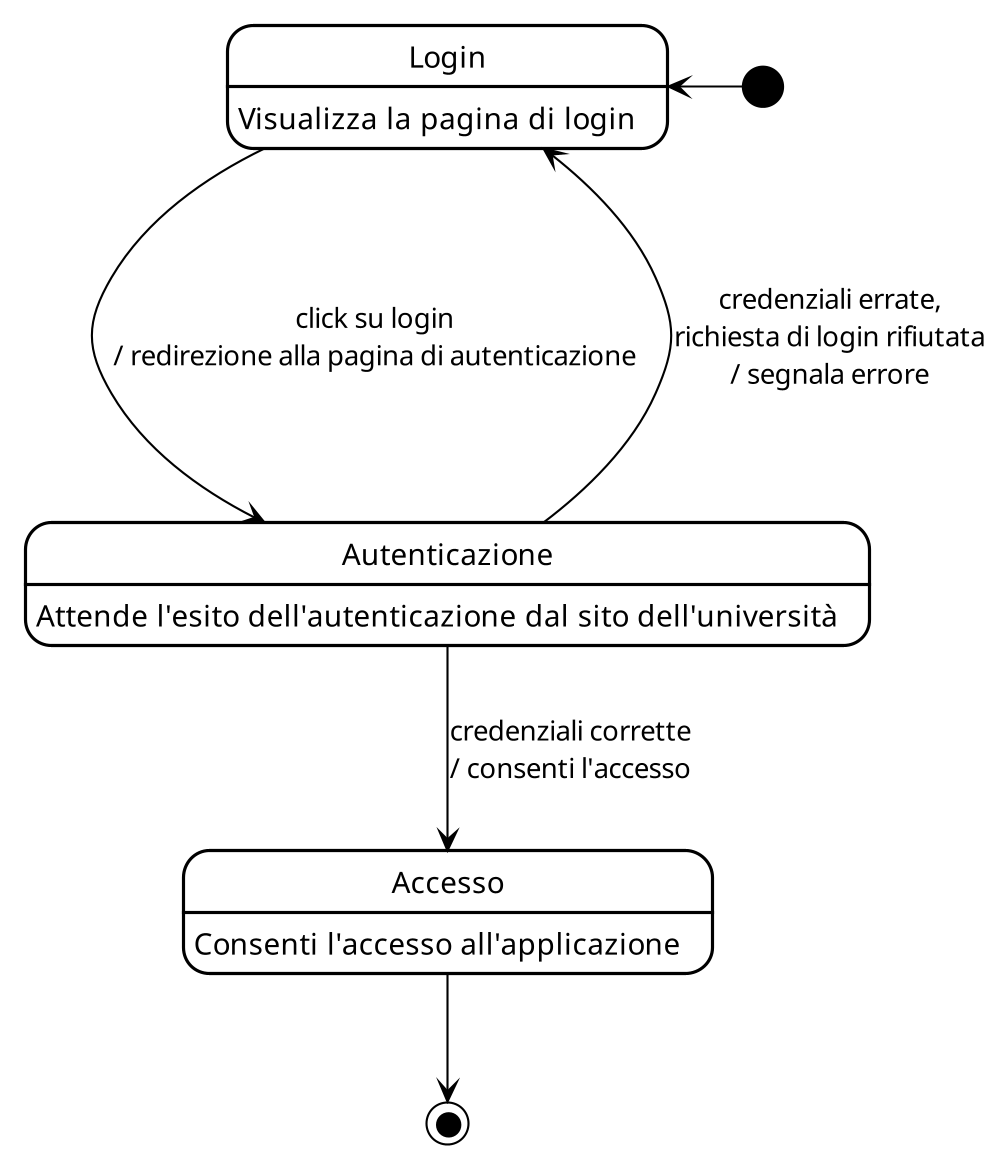 Login
Visualizza la pagina di login
click su login
/ redirezione alla pagina di autenticazione
credenziali errate,
richiesta di login rifiutata
/ segnala errore
Autenticazione
Attende l'esito dell'autenticazione dal sito dell'università
credenziali corrette
/ consenti l'accesso
Accesso
Consenti l'accesso all'applicazione